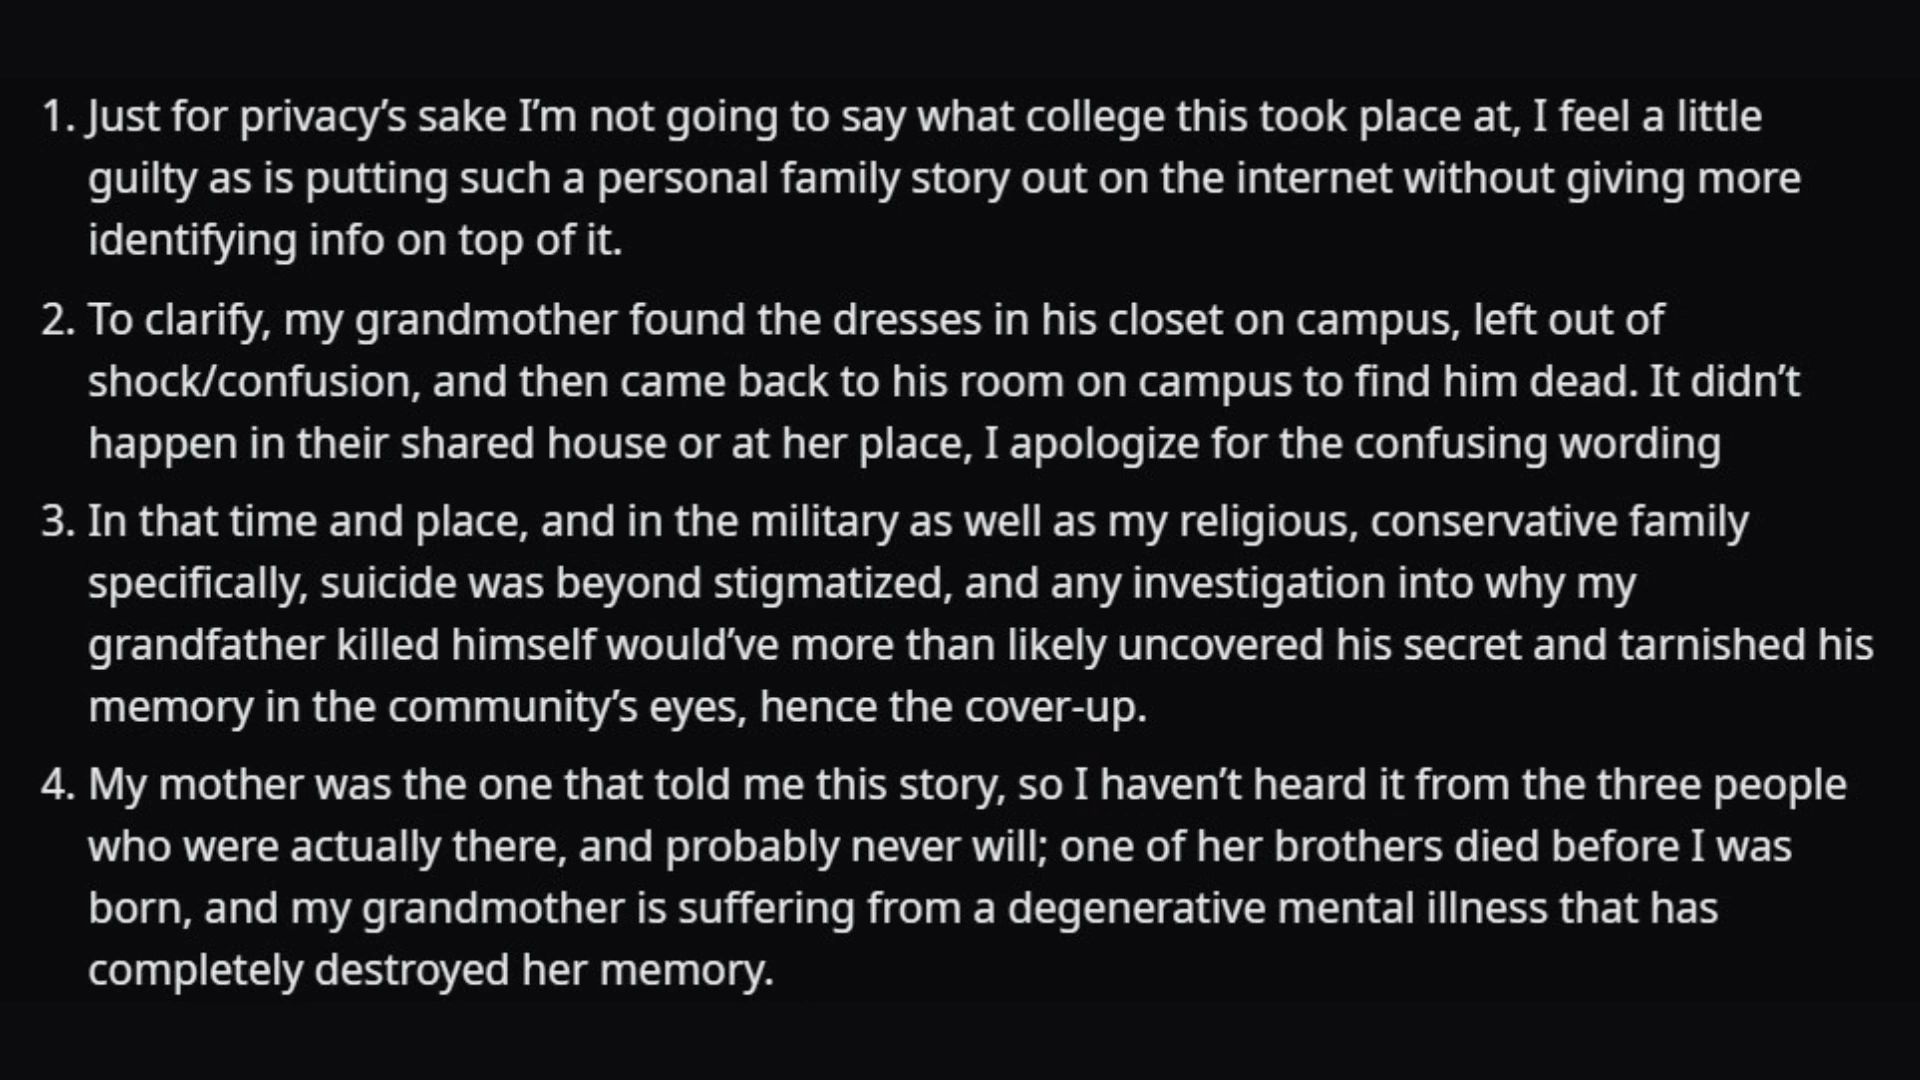 1. Just for privacy’s sake I’m not going to say what college this took place at, I feel a little
guilty as is putting such a personal family story out on the internet without giving more
identifying info on top of it.
2. To clarify, my grandmother found the dresses in his closet on campus, left out of
shock/confusion, and then came back to his room on campus to find him dead. It didn’t
happen in their shared house or at her place, I apologize for the confusing wording
3. In that time and place, and in the military as well as my religious, conservative family
specifically, suicide was beyond stigmatized, and any investigation into why my
grandfather killed himself would’ve more than likely uncovered his secret and tarnished his
memory in the community’s eyes, hence the cover-up.
4. My mother was the one that told me this story, so I haven’t heard it from the three people
who were actually there, and probably never will; one of her brothers died before I was
born, and my grandmother is suffering from a degenerative mental illness that has
completely destroyed her memory.